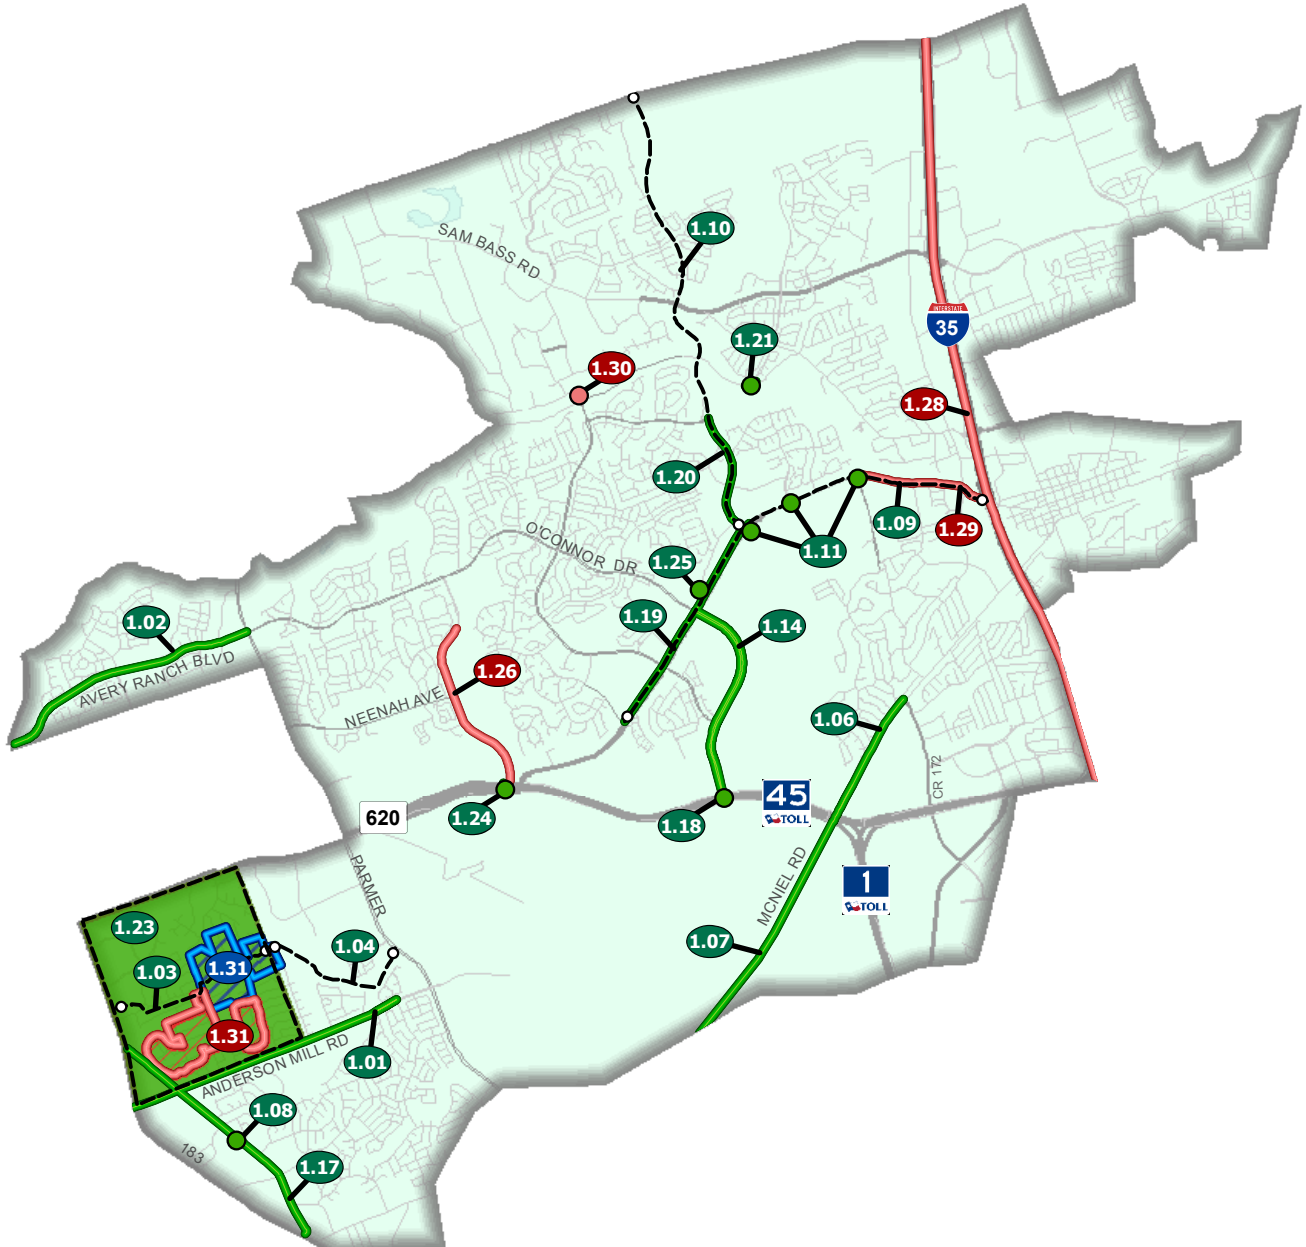 1.10
SAM BASS RD
INTERSTATE
35
1.21
1.30
1.28
1.20
1.09
1.29
O'CONNOR DR
1.11
1.25
1.02
1.19
1.14
AVERY RANCH BLVD
1.26
NEENAH AVE
1.06
CR 172
45
TOLL
620
1.24
1.18
1
TOLL
PARMER
MCNIEL RD
1.23
1.07
1.04
1.03
1.31
1.31
ANDERSON MILL RD
1.01
1.08
183
1.17